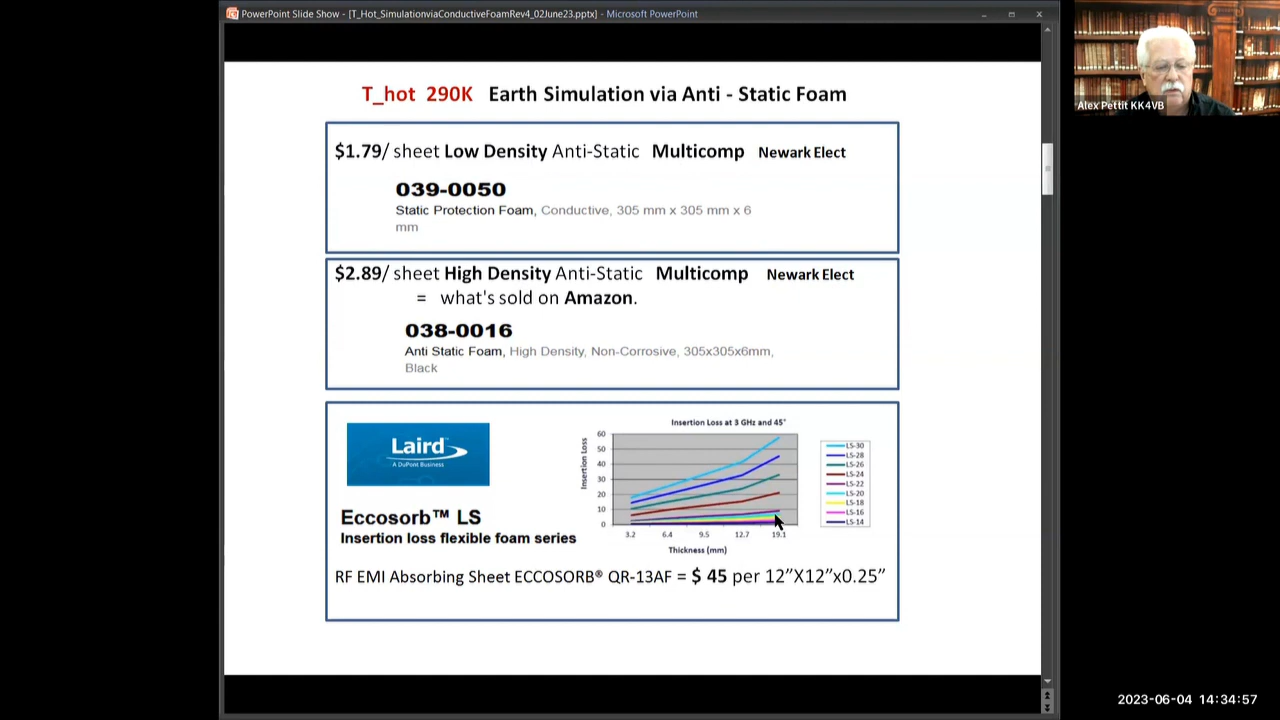 PowerPoint Slide Show - [T_Hot_SimulationviaConductiveFoamRev4_02June23.pptx] - Microsoft PowerPoint
Alex Pettit KK4VB
T_hot 290K Earth Simulation via Anti - Static Foam
$1.79/ sheet Low Density Anti-Static Multicomp Newark Elect
039-0050
Static Protection Foam, Conductive, 305 mm x 305 mm x 6
mm
$2.89/ sheet High Density Anti-Static Multicomp Newark Elect
= what's sold on Amazon.
038-0016
Anti Static Foam, High Density, Non-Corrosive, 305x305x6mm,
Black
Laird™
A DuPont Business
Eccosorb™ LS
Insertion loss flexible foam series
Insertion Loss at 3 GHz and 45°
Insertion Loss
60
50
40
30
20
10
0
3.2 6.4 9.5 12.7 19.1
Thickness (mm)
LS-30
LS-28
LS-26
LS-24
LS-22
LS-20
LS-18
LS-16
LS-14
RF EMI Absorbing Sheet ECCOSORB® QR-13AF = $ 45 per 12”X12”x0.25”
2023-06-04 14:34:57